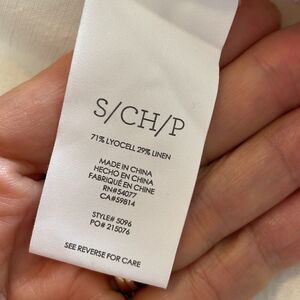 S/CH/P
71% LYOCELL 29% LINEN
MADE IN CHINA
HECHO EN CHINA
FABRIQUÉ EN CHINE
RN#54077
CA#59814
STYLE# 5096
PO# 215076
SEE REVERSE FOR CARE